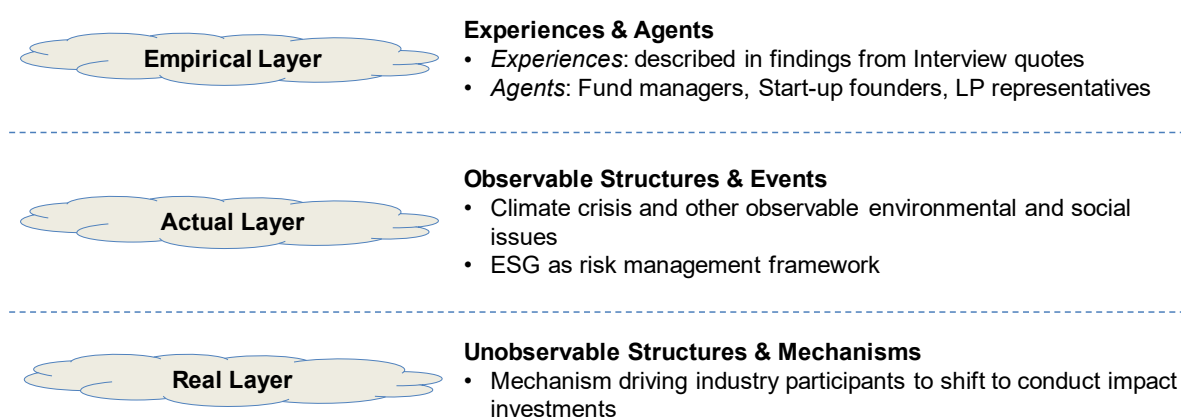 Empirical Layer
Experiences & Agents
• Experiences: described in findings from Interview quotes
• Agents: Fund managers, Start-up founders, LP representatives
Actual Layer
Observable Structures & Events
• Climate crisis and other observable environmental and social
issues
• ESG as risk management framework
Real Layer
Unobservable Structures & Mechanisms
• Mechanism driving industry participants to shift to conduct impact
investments